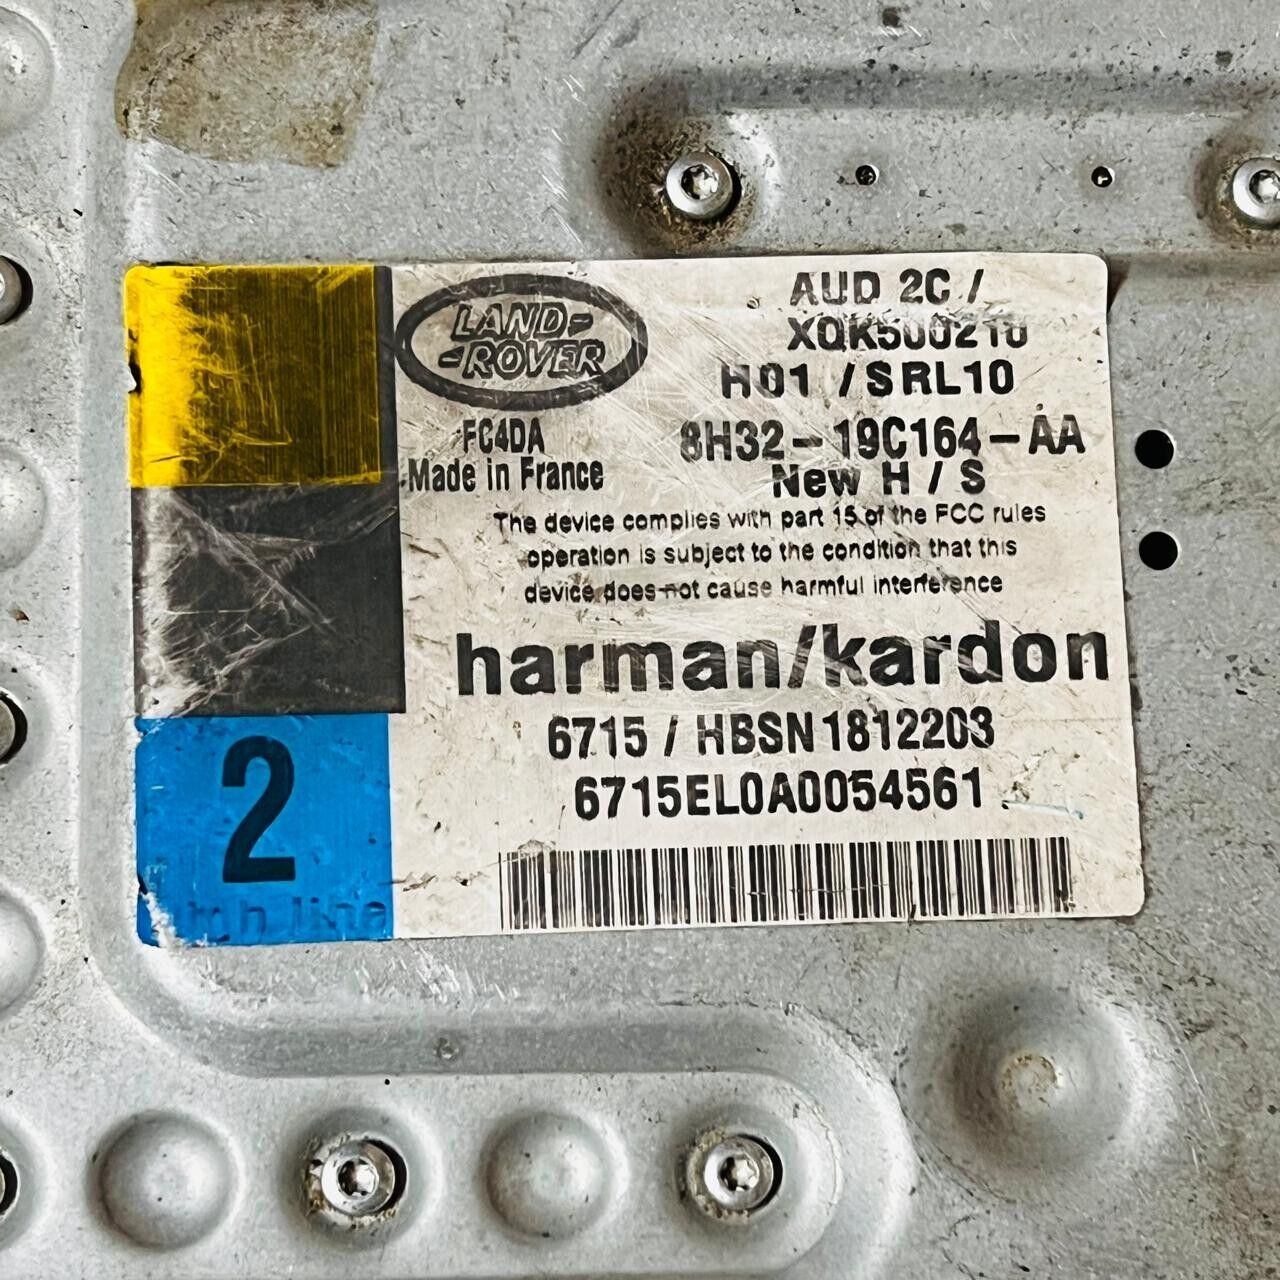 LAND-
-ROVER
AUD 2C /
XQK500210
H01 / SRL10
FC4DA
8H32-19C164-AA
Made in France
New H / S
The device complies with part 15 of the FCC rules
operation is subject to the condition that this
device does not cause harmful interference
harman/kardon
6715 / HBSN1812203
6715EL0A0054561
2
line